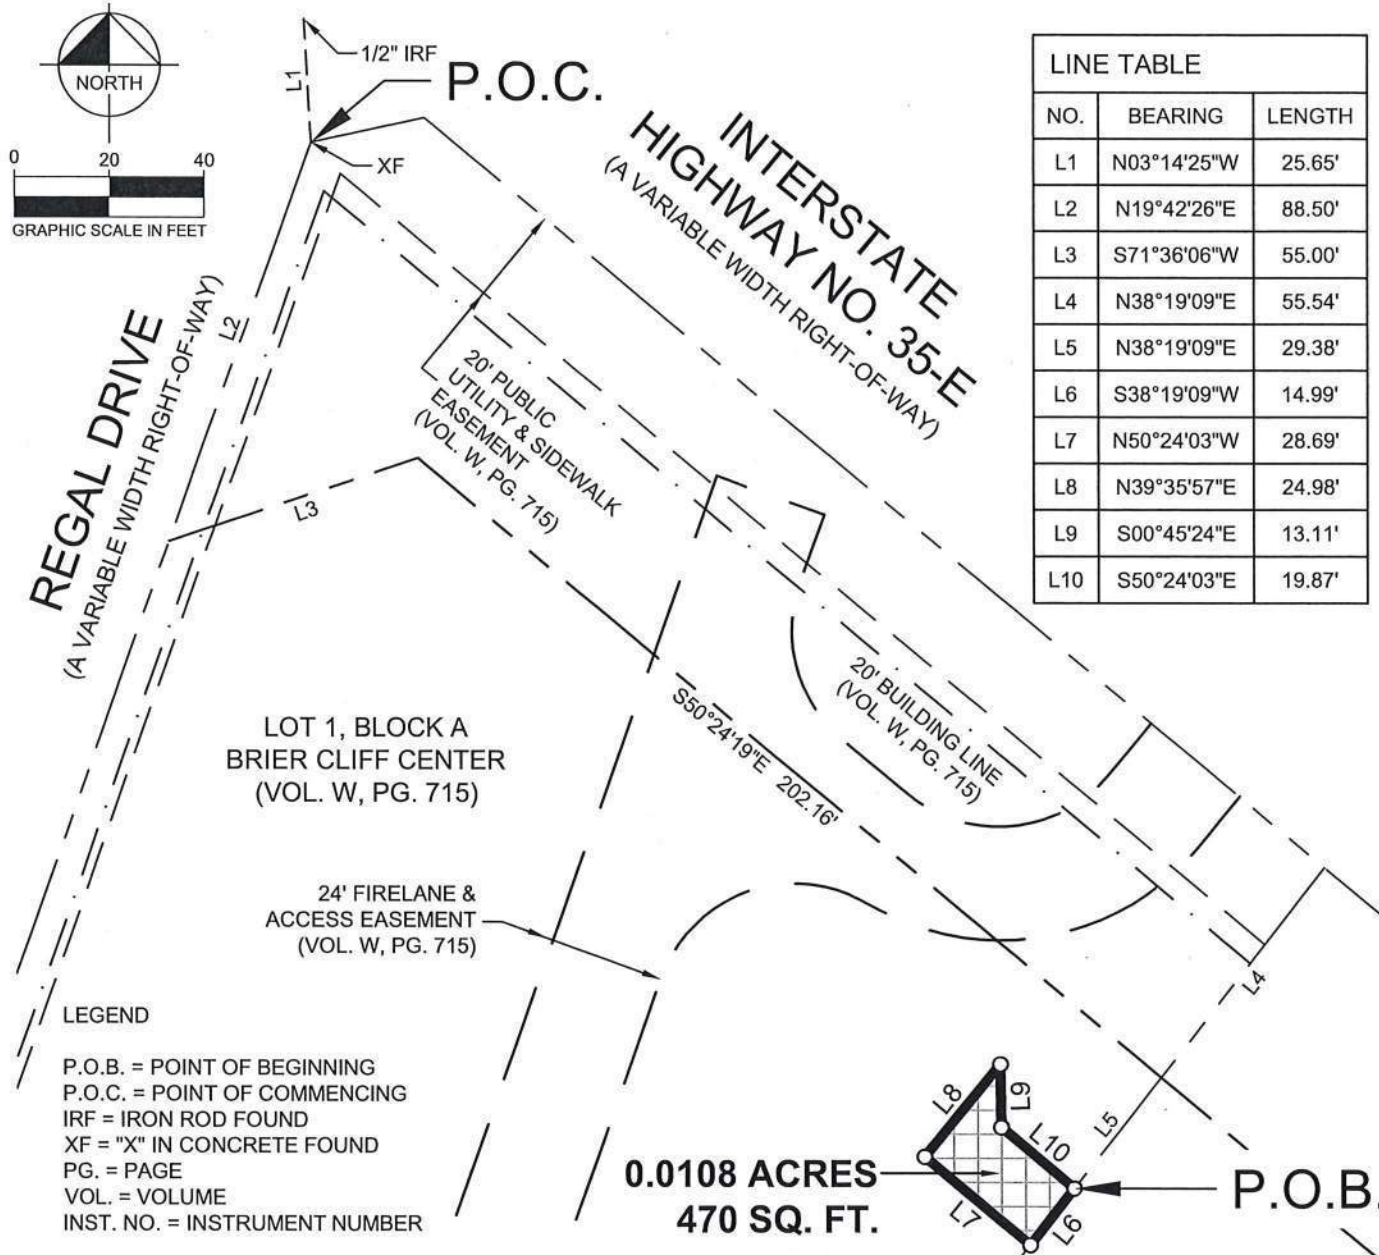 NORTH
0 20 40
GRAPHIC SCALE IN FEET
L1
1/2" IRF
P.O.C.
XF
INTERSTATE
HIGHWAY NO. 35-E
(A VARIABLE WIDTH RIGHT-OF-WAY)
LINE TABLE
NO. BEARING LENGTH
L1 N03°14'25"W 25.65'
L2 N19°42'26"E 88.50'
L3 S71°36'06"W 55.00'
L4 N38°19'09"E 55.54'
L5 N38°19'09"E 29.38'
L6 S38°19'09"W 14.99'
L7 N50°24'03"W 28.69'
L8 N39°35'57"E 24.98'
L9 S00°45'24"E 13.11'
L10 S50°24'03"E 19.87'
REGAL DRIVE
(A VARIABLE WIDTH RIGHT-OF-WAY)
L2
L3
20' PUBLIC
UTILITY & SIDEWALK
EASEMENT
(VOL. W, PG. 715)
20' BUILDING LINE
(VOL. W, PG. 715)
S50°24'19"E 202.16'
LOT 1, BLOCK A
BRIER CLIFF CENTER
(VOL. W, PG. 715)
24' FIRELANE &
ACCESS EASEMENT
(VOL. W, PG. 715)
L4
L5
L8
L9
L10
L7
L6
0.0108 ACRES
470 SQ. FT.
P.O.B.
LEGEND
P.O.B. = POINT OF BEGINNING
P.O.C. = POINT OF COMMENCING
IRF = IRON ROD FOUND
XF = "X" IN CONCRETE FOUND
PG. = PAGE
VOL. = VOLUME
INST. NO. = INSTRUMENT NUMBER